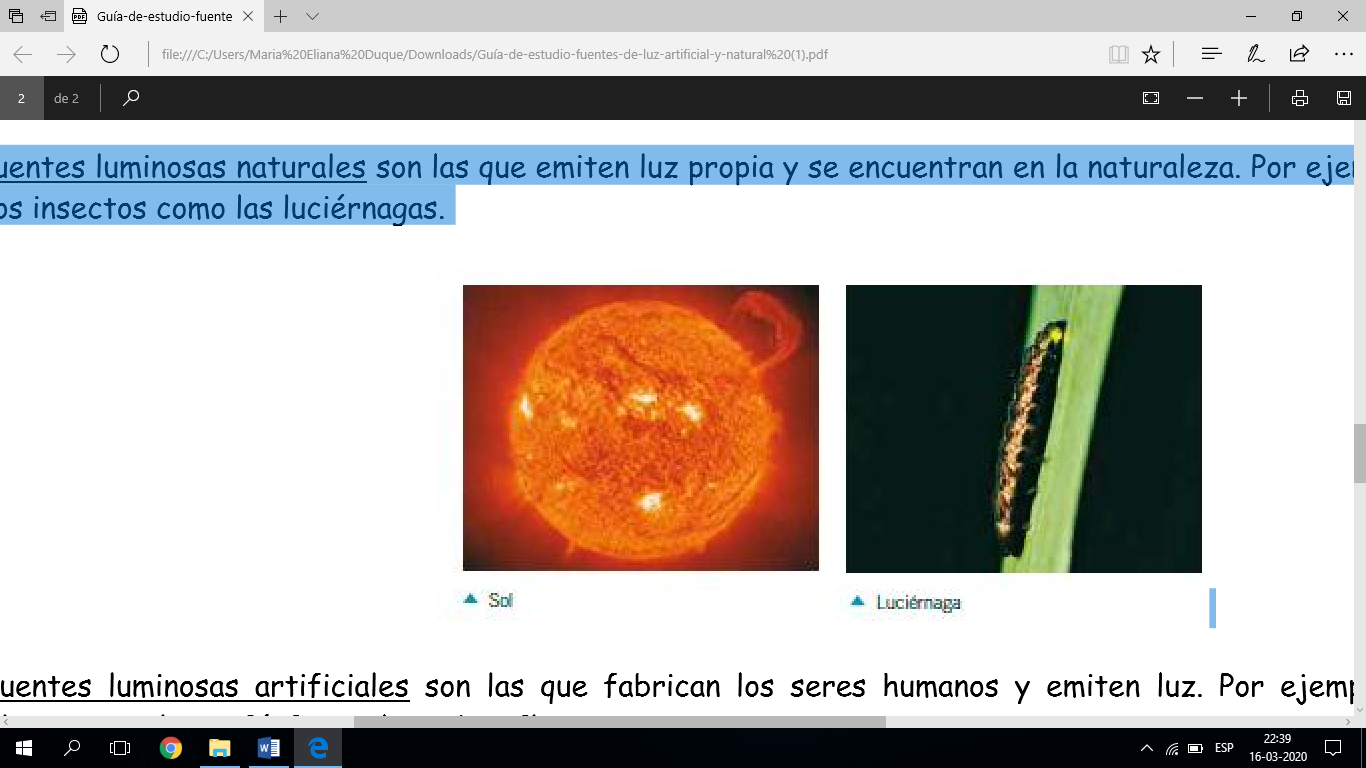 Guía-de-estudio-fuente
file:///C:/Users/Maria%20Eliana%20Duque/Downloads/Guía-de-estudio-fuentes-de-luz-artificial-y-natural%20(1).pdf
2 de 2
uentes luminosas naturales son las que emiten luz propia y se encuentran en la naturaleza. Por ejem
os insectos como las luciérnagas.
Sol
Luciérnaga
uentes luminosas artificiales son las que fabrican los seres humanos y emiten luz. Por ejemp
ESP
22:39
16-03-2020